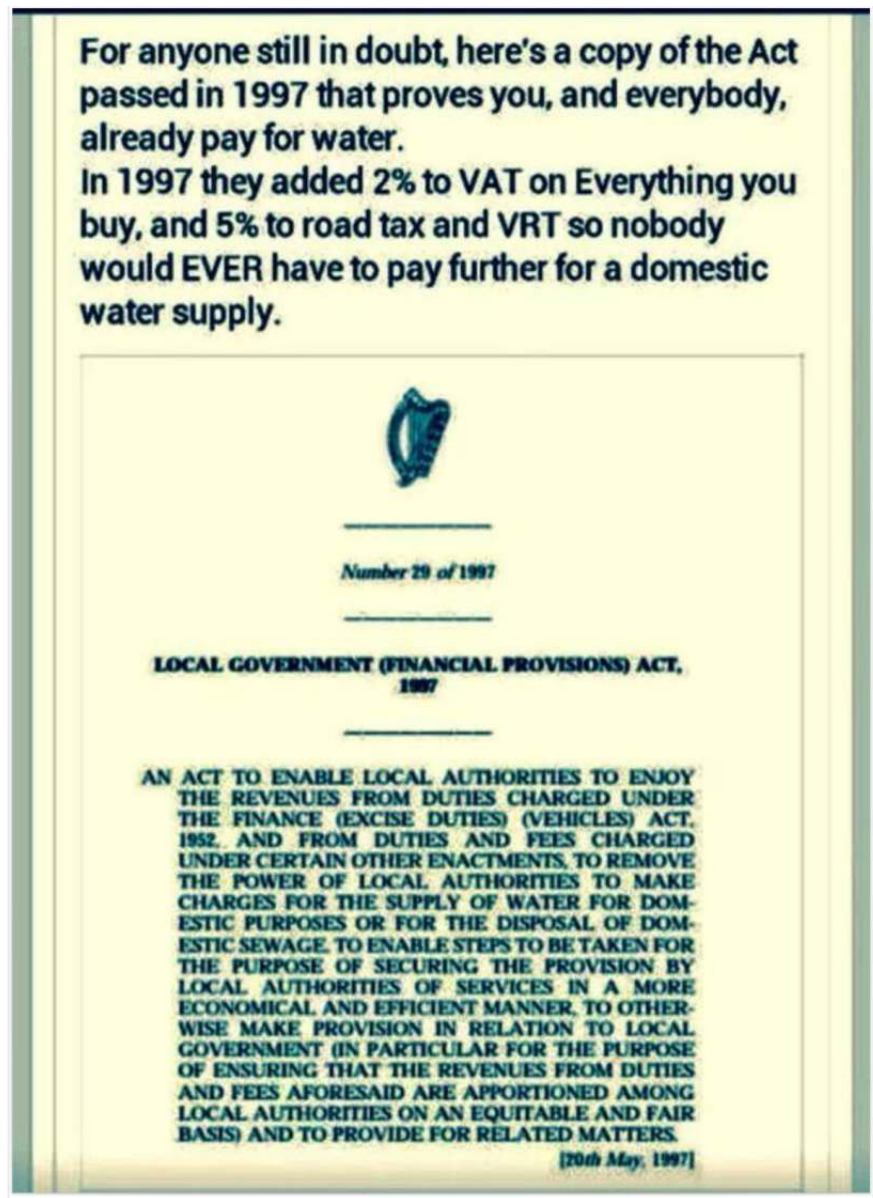 For anyone still in doubt, here's a copy of the Act
passed in 1997 that proves you, and everybody,
already pay for water.
In 1997 they added 2% to VAT on Everything you
buy, and 5% to road tax and VRT so nobody
would EVER have to pay further for a domestic
water supply.
Number 29 of 1997
LOCAL GOVERNMENT (FINANCIAL PROVISIONS) ACT,
1997
AN ACT TO ENABLE LOCAL AUTHORITIES TO ENJOY
THE REVENUES FROM DUTIES CHARGED UNDER
THE FINANCE (EXCISE DUTIES) (VEHICLES) ACT,
1952, AND FROM DUTIES AND FEES CHARGED
UNDER CERTAIN OTHER ENACTMENTS, TO REMOVE
THE POWER OF LOCAL AUTHORITIES TO MAKE
CHARGES FOR THE SUPPLY OF WATER FOR DOM-
ESTIC PURPOSES OR FOR THE DISPOSAL OF DOM-
ESTIC SEWAGE, TO ENABLE STEPS TO BE TAKEN FOR
THE PURPOSE OF SECURING THE PROVISION BY
LOCAL AUTHORITIES OF SERVICES IN A MORE
ECONOMICAL AND EFFICIENT MANNER, TO OTHER-
WISE MAKE PROVISION IN RELATION TO LOCAL
GOVERNMENT (IN PARTICULAR FOR THE PURPOSE
OF ENSURING THAT THE REVENUES FROM DUTIES
AND FEES AFORESAID ARE APPORTIONED AMONG
LOCAL AUTHORITIES ON AN EQUITABLE AND FAIR
BASIS) AND TO PROVIDE FOR RELATED MATTERS.
[20th May, 1997]